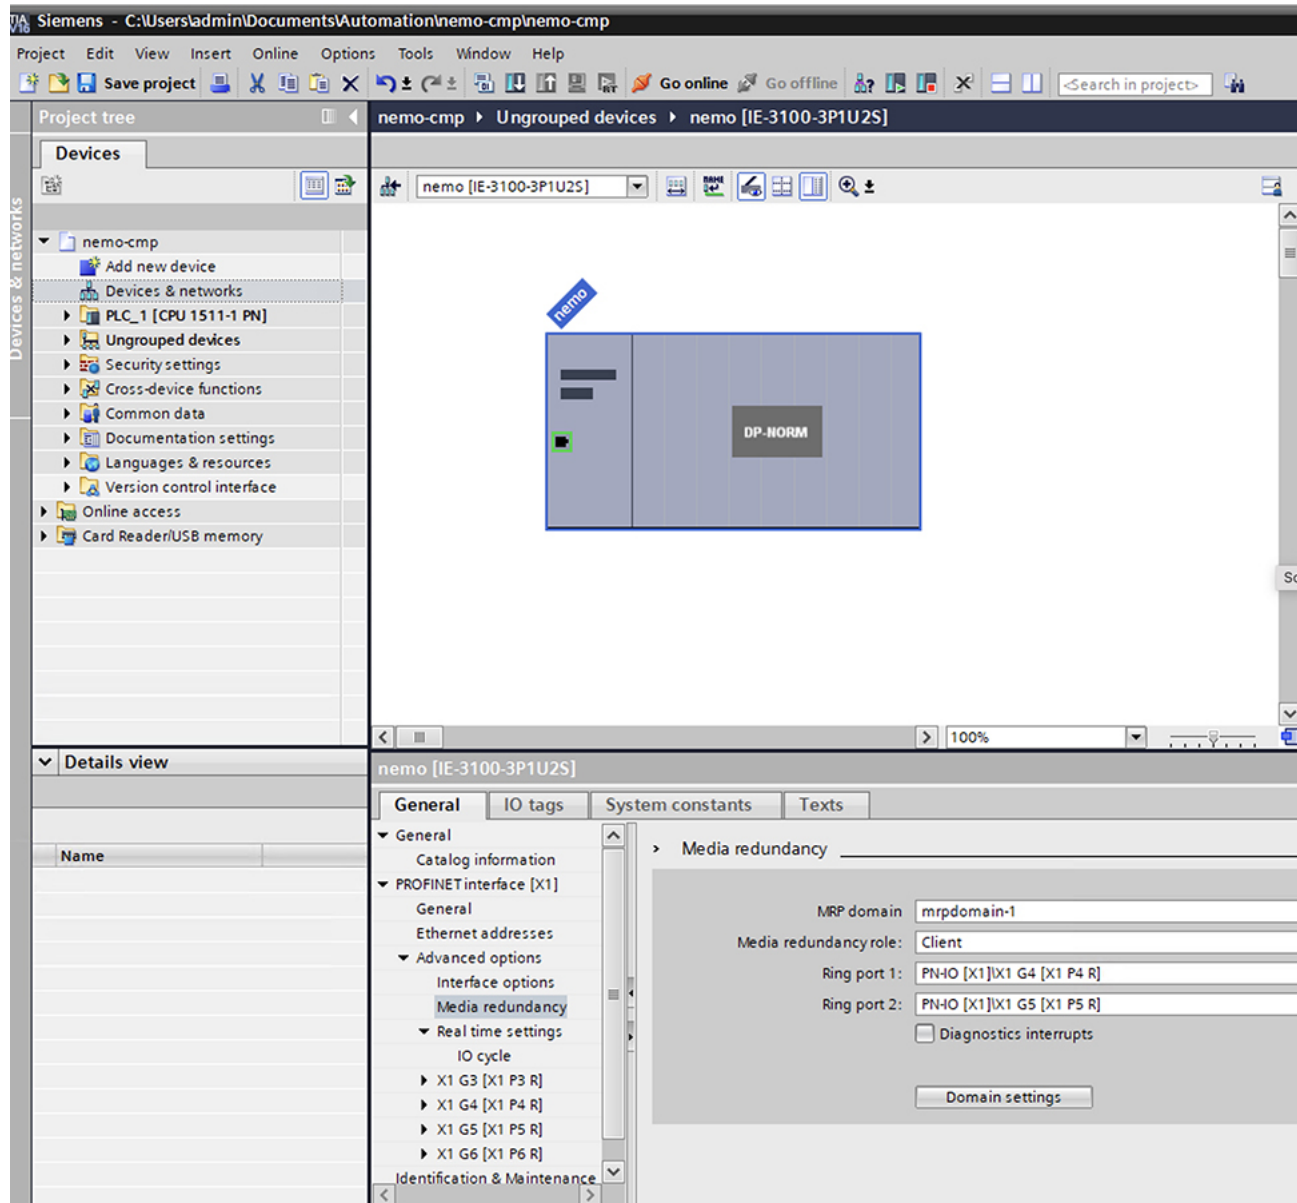 TIA V16 Siemens - C:\Users\admin\Documents\Automation\nemo-cmp\nemo-cmp
Project Edit View Insert Online Options Tools Window Help
Save project Go online Go offline <Search in project>
Project tree
nemo-cmp Ungrouped devices nemo [IE-3100-3P1U2S]
Devices
nemo [IE-3100-3P1U2S]
Devices & networks
nemo-cmp
Add new device
Devices & networks
PLC_1 [CPU 1511-1 PN]
Ungrouped devices
Security settings
Cross-device functions
Common data
Documentation settings
Languages & resources
Version control interface
Online access
Card Reader/USB memory
nemo
DP-NORM
100%
Details view
Name
nemo [IE-3100-3P1U2S]
General IO tags System constants Texts
General
Catalog information
PROFINET interface [X1]
General
Ethernet addresses
Advanced options
Interface options
Media redundancy
Real time settings
IO cycle
X1 G3 [X1 P3 R]
X1 G4 [X1 P4 R]
X1 G5 [X1 P5 R]
X1 G6 [X1 P6 R]
Identification & Maintenance
Media redundancy
MRP domain mrpdomain-1
Media redundancy role: Client
Ring port 1: PN-IO [X1]\X1 G4 [X1 P4 R]
Ring port 2: PN-IO [X1]\X1 G5 [X1 P5 R]
Diagnostics interrupts
Domain settings